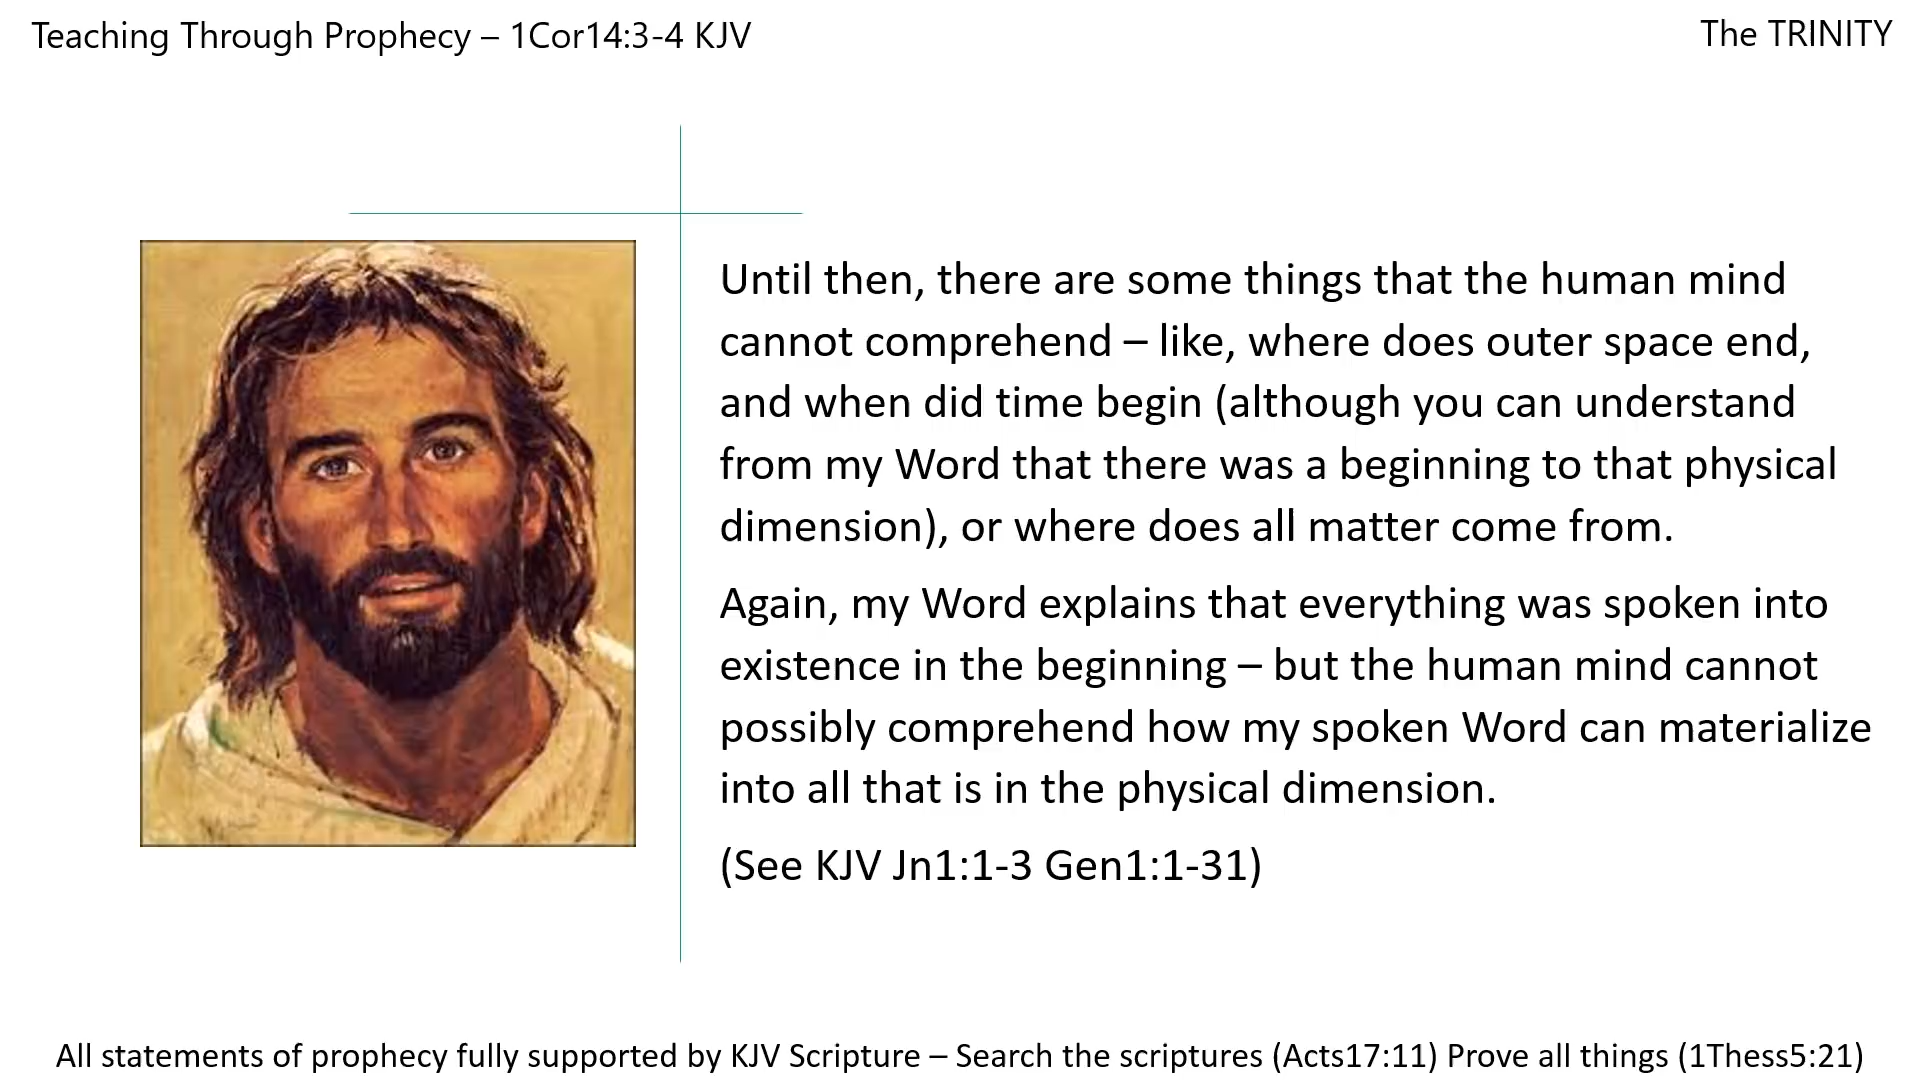 Teaching Through Prophecy – 1Cor14:3-4 KJV
The TRINITY
Until then, there are some things that the human mind
cannot comprehend – like, where does outer space end,
and when did time begin (although you can understand
from my Word that there was a beginning to that physical
dimension), or where does all matter come from.
Again, my Word explains that everything was spoken into
existence in the beginning – but the human mind cannot
possibly comprehend how my spoken Word can materialize
into all that is in the physical dimension.
(See KJV Jn1:1-3 Gen1:1-31)
All statements of prophecy fully supported by KJV Scripture – Search the scriptures (Acts17:11) Prove all things (1Thess5:21)